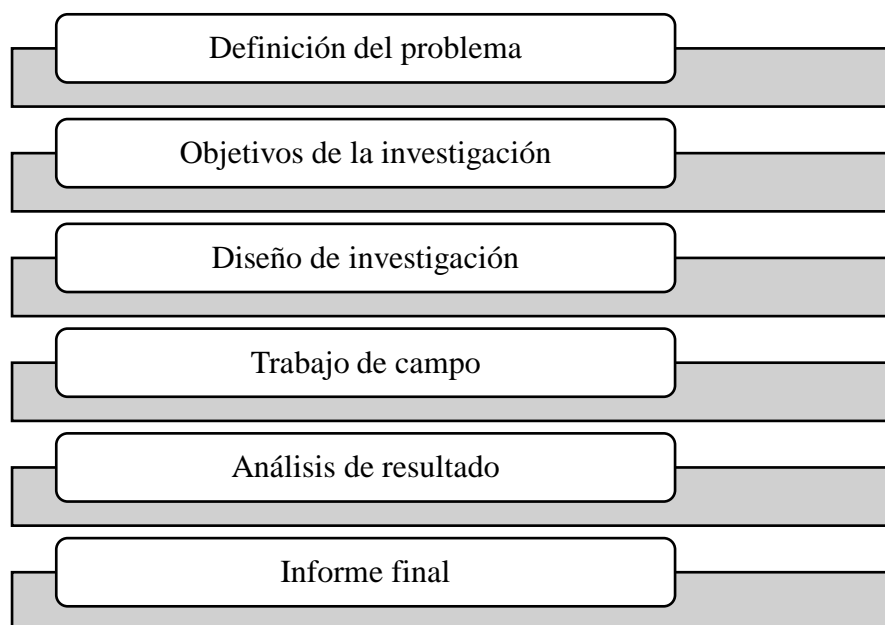 Definición del problema
Objetivos de la investigación
Diseño de investigación
Trabajo de campo
Análisis de resultado
Informe final